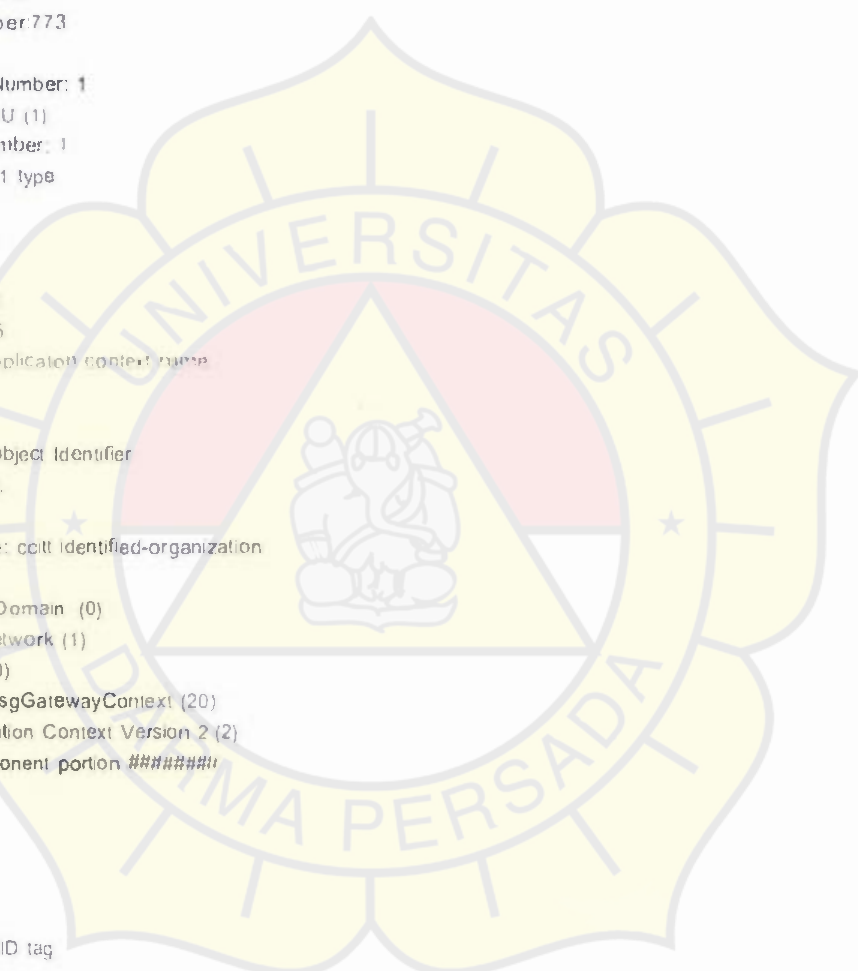 ber:773
Number: 1
U (1)
mber: 1
1 type
UNIVERSITAS
plicaton context name
bject Identifier
e: ccitt identified-organization
Domain (0)
etwork (1)
0)
sgGatewayContext (20)
ation Context Version 2 (2)
onent portion ########
DARMA PERSADA
ID tag